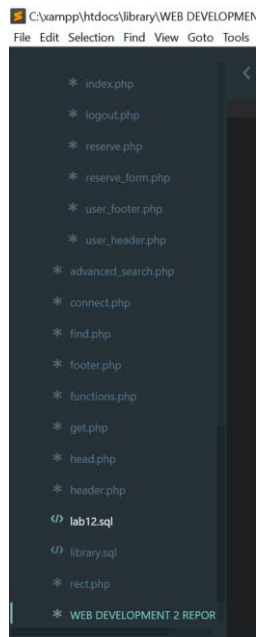 C:\xampp\htdocs\library\WEB DEVELOPMEN
File Edit Selection Find View Goto Tools
index.php
logout.php
reserve.php
reserve_form.php
user_footer.php
user_header.php
advanced_search.php
connect.php
find.php
footer.php
functions.php
get.php
head.php
header.php
lab12.sql
library.sql
rect.php
WEB DEVELOPMENT 2 REPOR